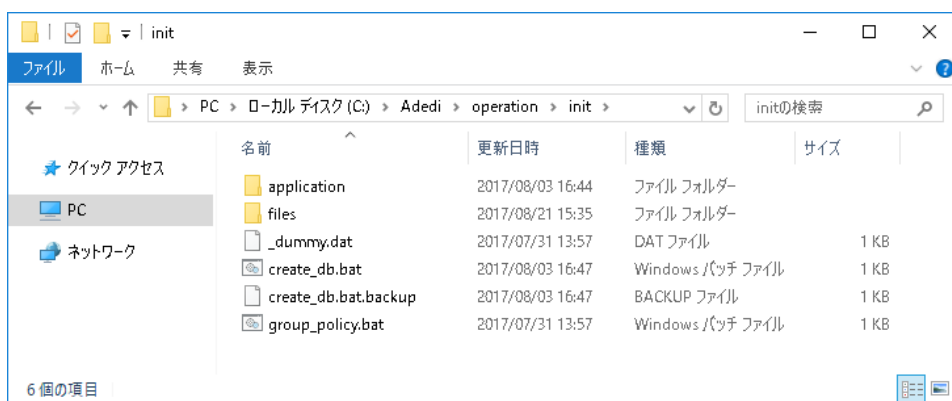 init
ファイル ホーム 共有 表示
PC > ローカル ディスク (C:) > Adedi > operation > init > initの検索
名前 更新日時 種類 サイズ
クイック アクセス
PC
ネットワーク
application 2017/08/03 16:44 ファイル フォルダー
files 2017/08/21 15:35 ファイル フォルダー
_dummy.dat 2017/07/31 13:57 DAT ファイル 1 KB
create_db.bat 2017/08/03 16:47 Windows バッチ ファイル 1 KB
create_db.bat.backup 2017/08/03 16:47 BACKUP ファイル 1 KB
group_policy.bat 2017/07/31 13:57 Windows バッチ ファイル 1 KB
6 個の項目